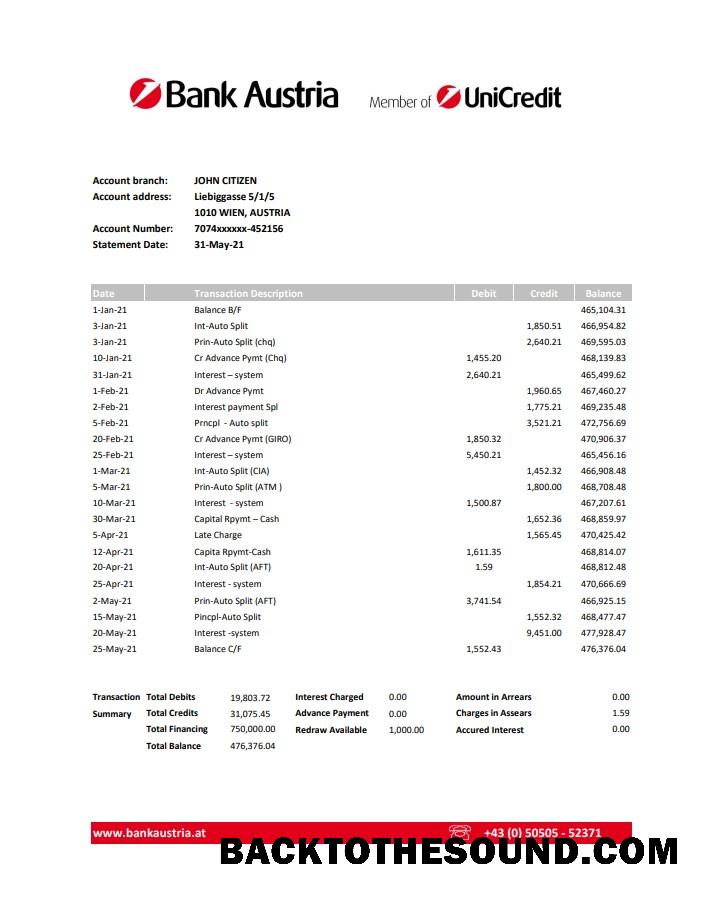 Bank Austria Member of UniCredit
Account branch: JOHN CITIZEN
Account address: Liebiggasse 5/1/5
1010 WIEN, AUSTRIA
Account Number: 7074xxxxxx-452156
Statement Date: 31-May-21
Date Transaction Description Debit Credit Balance
1-Jan-21 Balance B/F 465,104.31
3-Jan-21 Int-Auto Split 1,850.51 466,954.82
3-Jan-21 Prin-Auto Split (chq) 2,640.21 469,595.03
10-Jan-21 Cr Advance Pymt (Chq) 1,455.20 468,139.83
31-Jan-21 Interest – system 2,640.21 465,499.62
1-Feb-21 Dr Advance Pymt 1,960.65 467,460.27
2-Feb-21 Interest payment Spl 1,775.21 469,235.48
5-Feb-21 Prncpl - Auto split 3,521.21 472,756.69
20-Feb-21 Cr Advance Pymt (GIRO) 1,850.32 470,906.37
25-Feb-21 Interest – system 5,450.21 465,456.16
1-Mar-21 Int-Auto Split (CIA) 1,452.32 466,908.48
5-Mar-21 Prin-Auto Split (ATM ) 1,800.00 468,708.48
10-Mar-21 Interest - system 1,500.87 467,207.61
30-Mar-21 Capital Rpymt – Cash 1,652.36 468,859.97
5-Apr-21 Late Charge 1,565.45 470,425.42
12-Apr-21 Capita Rpymt-Cash 1,611.35 468,814.07
20-Apr-21 Int-Auto Split (AFT) 1.59 468,812.48
25-Apr-21 Interest - system 1,854.21 470,666.69
2-May-21 Prin-Auto Split (AFT) 3,741.54 466,925.15
15-May-21 Pincpl-Auto Split 1,552.32 468,477.47
20-May-21 Interest -system 9,451.00 477,928.47
25-May-21 Balance C/F 1,552.43 476,376.04
Transaction Total Debits 19,803.72 Interest Charged 0.00 Amount in Arrears 0.00
Summary Total Credits 31,075.45 Advance Payment 0.00 Charges in Assears 1.59
Total Financing 750,000.00 Redraw Available 1,000.00 Accured Interest 0.00
Total Balance 476,376.04
www.bankaustria.at +43 (0) 50505 - 52371
BACKTOTHESOUND.COM